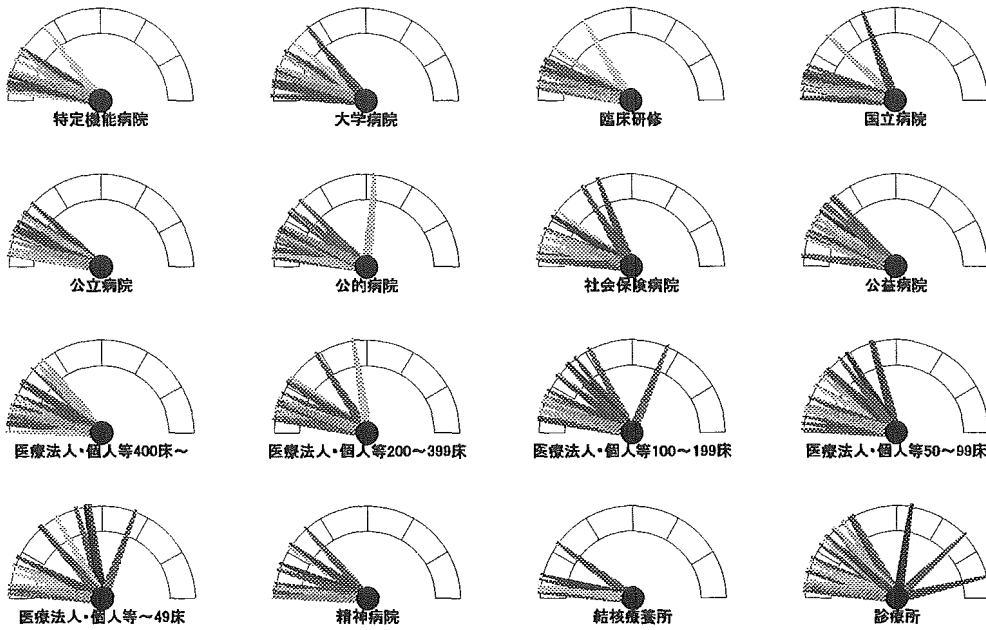 特定機能病院
大学病院
臨床研修
国立病院
公立病院
公的病院
社会保険病院
公益病院
医療法人・個人等400床～
医療法人・個人等200～399床
医療法人・個人等100～199床
医療法人・個人等50～99床
医療法人・個人等～49床
精神病院
結核療養所
診療所